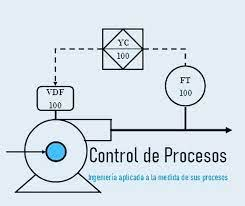 YC
100
FT
100
VDF
100
Control de Procesos
Ingeniería aplicada a la medida de sus procesos